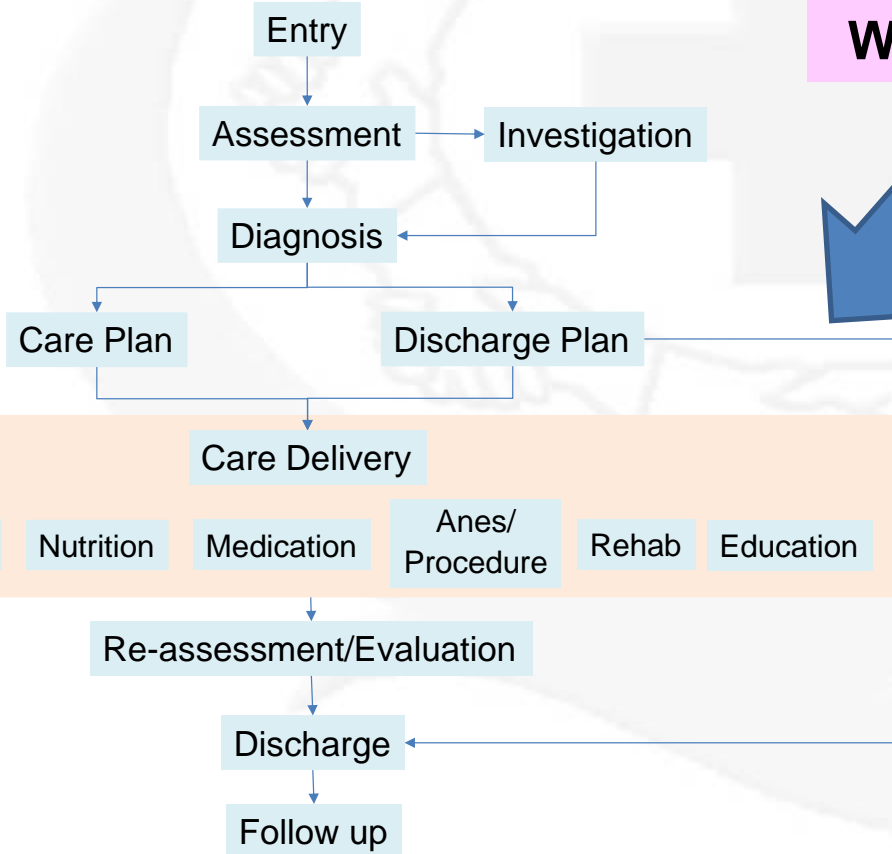 Entry
W
Assessment
Investigation
Diagnosis
Care Plan
Discharge Plan
Care Delivery
Nutrition
Medication
Anes/
Procedure
Rehab
Education
Re-assessment/Evaluation
Discharge
Follow up